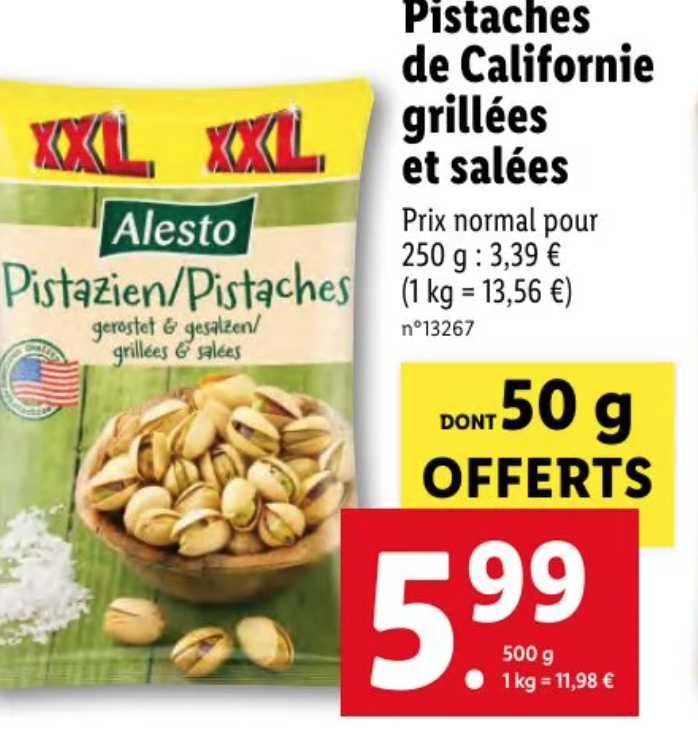 Pistaches
de Californie
grillées
et salées
Prix normal pour
250 g : 3,39 €
(1 kg = 13,56 €)
n°13267
XXL XXL
Alesto
Pistazien/Pistaches
geröstet & gesalzen/
grillées & salées
DONT 50 g
OFFERTS
5.99
500 g
1 kg = 11,98 €